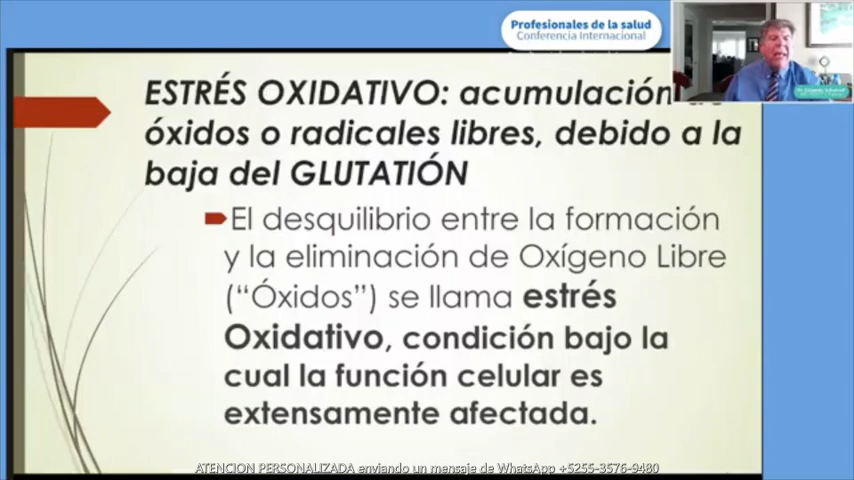 Profesionales de la salud
Conferencia Internacional
ESTRÉS OXIDATIVO: acumulación
óxidos o radicales libres, debido a la
baja del GLUTATIÓN
El desquilibrio entre la formación
y la eliminación de Oxígeno Libre
(“Óxidos”) se llama estrés
Oxidativo, condición bajo la
cual la función celular es
extensamente afectada.
ATENCION PERSONALIZADA enviando un mensaje de WhatsApp +5255-3576-9480